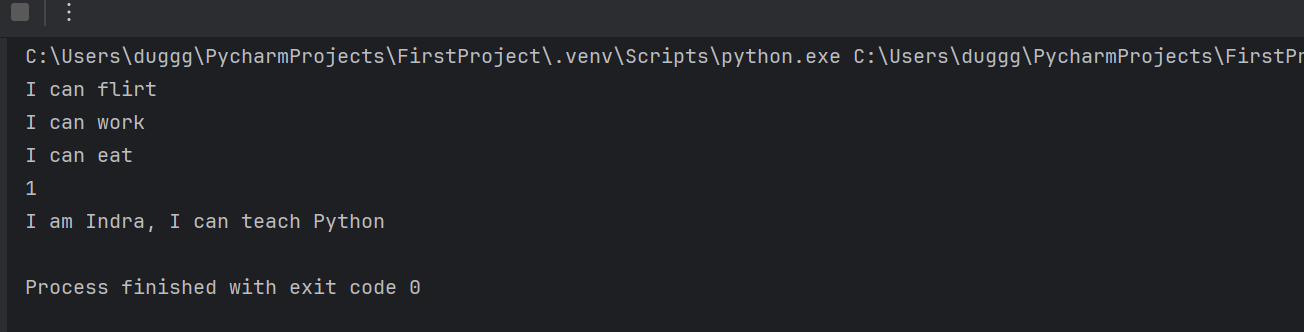 C:\Users\duggg\PycharmProjects\FirstProject\.venv\Scripts\python.exe C:\Users\duggg\PycharmProjects\FirstPr
I can flirt
I can work
I can eat
1
I am Indra, I can teach Python
Process finished with exit code 0